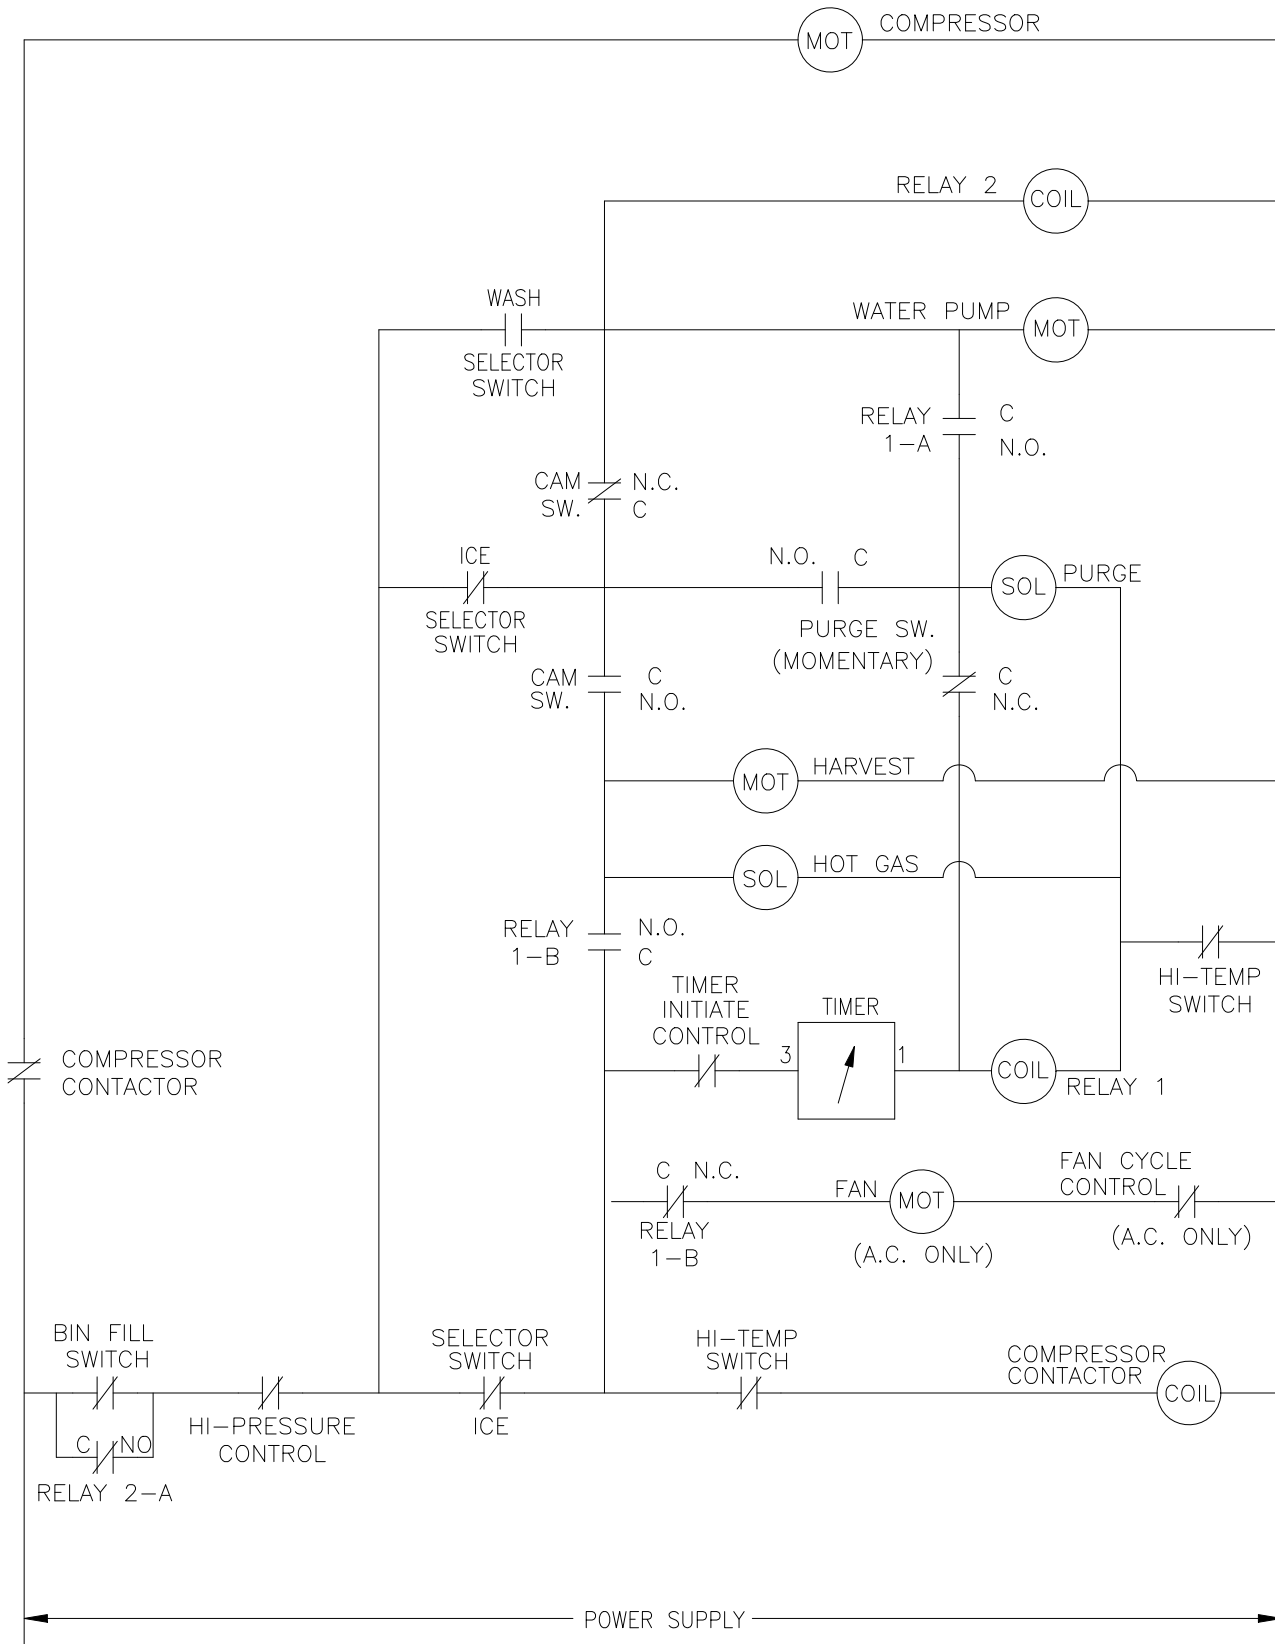 MOT COMPRESSOR
RELAY 2 COIL
WASH
SELECTOR
SWITCH
WATER PUMP MOT
RELAY
1-A
C
N.O.
CAM
SW.
N.C.
C
ICE
SELECTOR
SWITCH
N.O. C
PURGE SW.
(MOMENTARY)
SOL PURGE
CAM
SW.
C
N.O.
C
N.C.
MOT HARVEST
SOL HOT GAS
RELAY
1-B
N.O.
C
HI-TEMP
SWITCH
TIMER
INITIATE
CONTROL
TIMER
3
1
COIL
RELAY 1
COMPRESSOR
CONTACTOR
C N.C.
RELAY
1-B
FAN MOT
(A.C. ONLY)
FAN CYCLE
CONTROL
(A.C. ONLY)
BIN FILL
SWITCH
C NO
RELAY 2-A
HI-PRESSURE
CONTROL
SELECTOR
SWITCH
ICE
HI-TEMP
SWITCH
COMPRESSOR
CONTACTOR
COIL
POWER SUPPLY